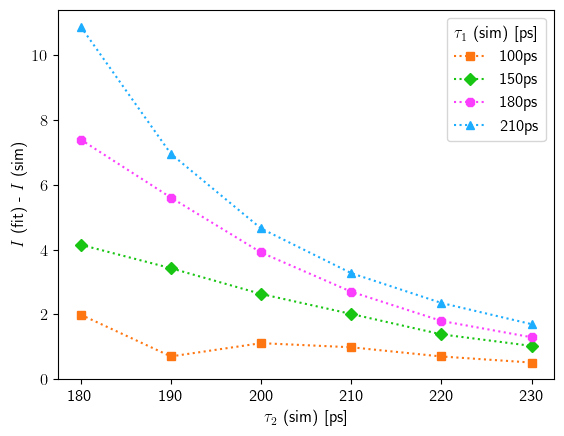 τ₁ (sim) [ps]
100ps
150ps
180ps
210ps
I (fit) - I (sim)
10
8
6
4
2
0
180 190 200 210 220 230
τ₂ (sim) [ps]